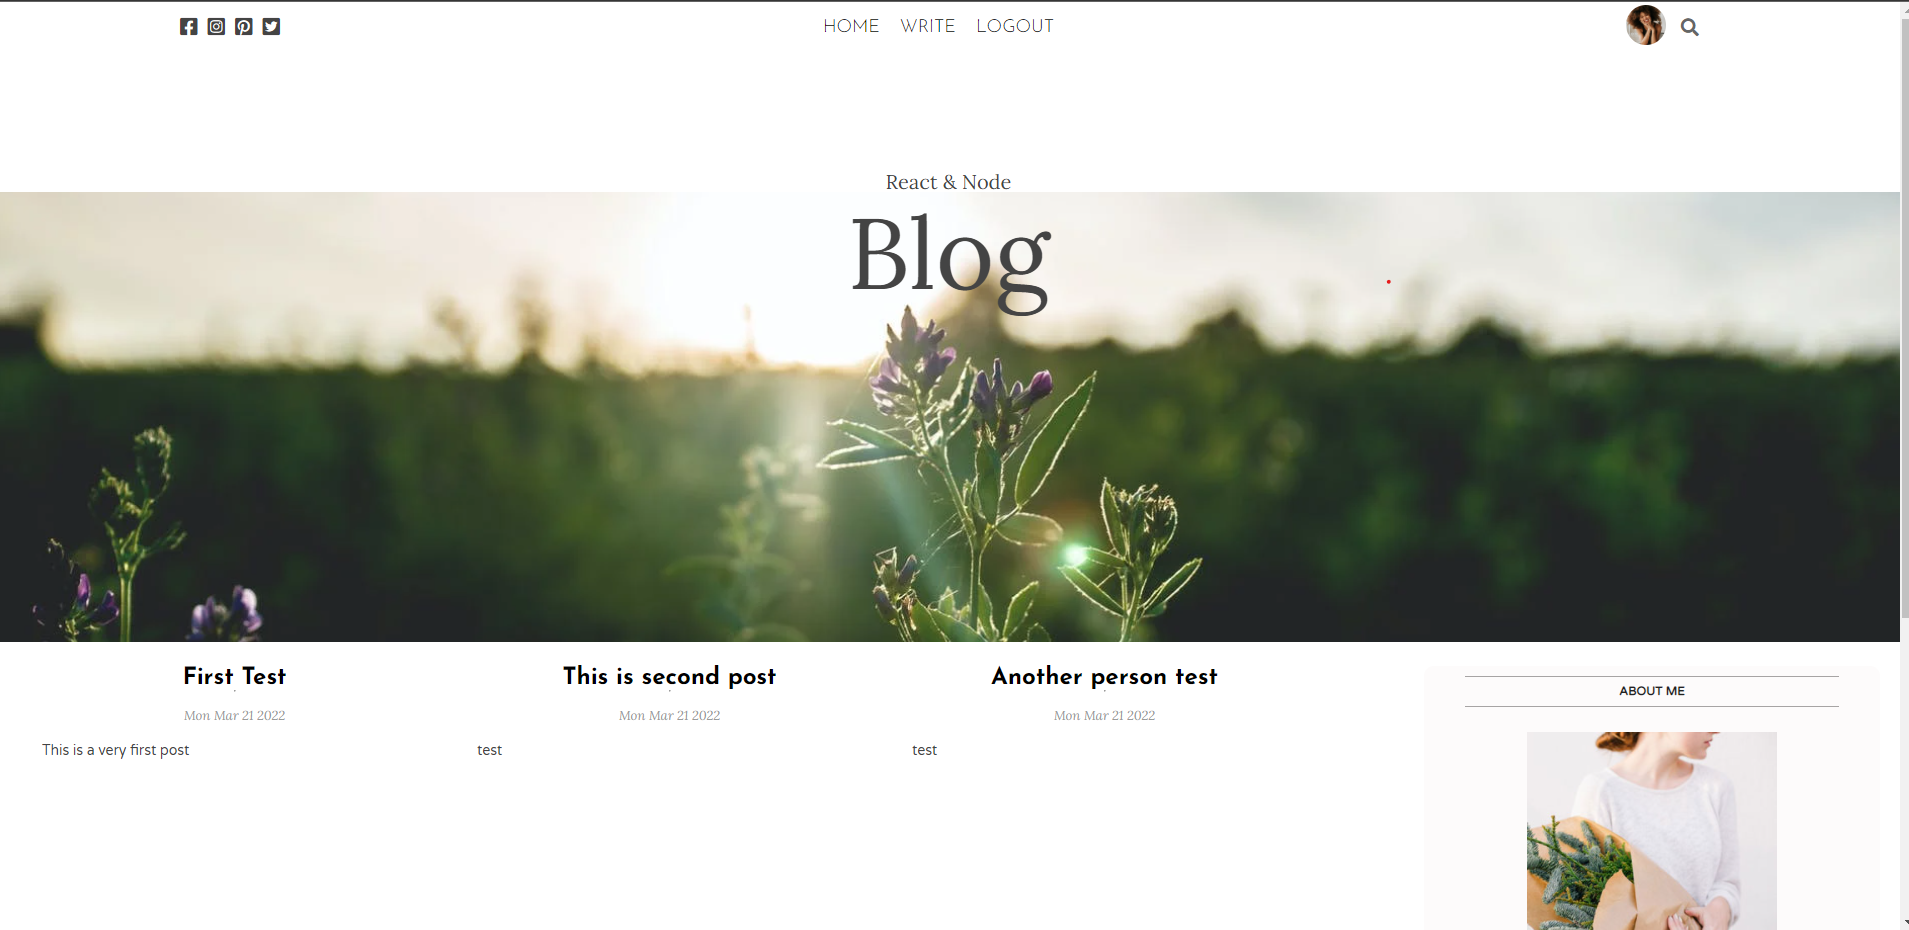 HOME WRITE LOGOUT
React & Node
Blog
First Test
Mon Mar 21 2022
This is a very first post
This is second post
Mon Mar 21 2022
test
Another person test
Mon Mar 21 2022
test
ABOUT ME